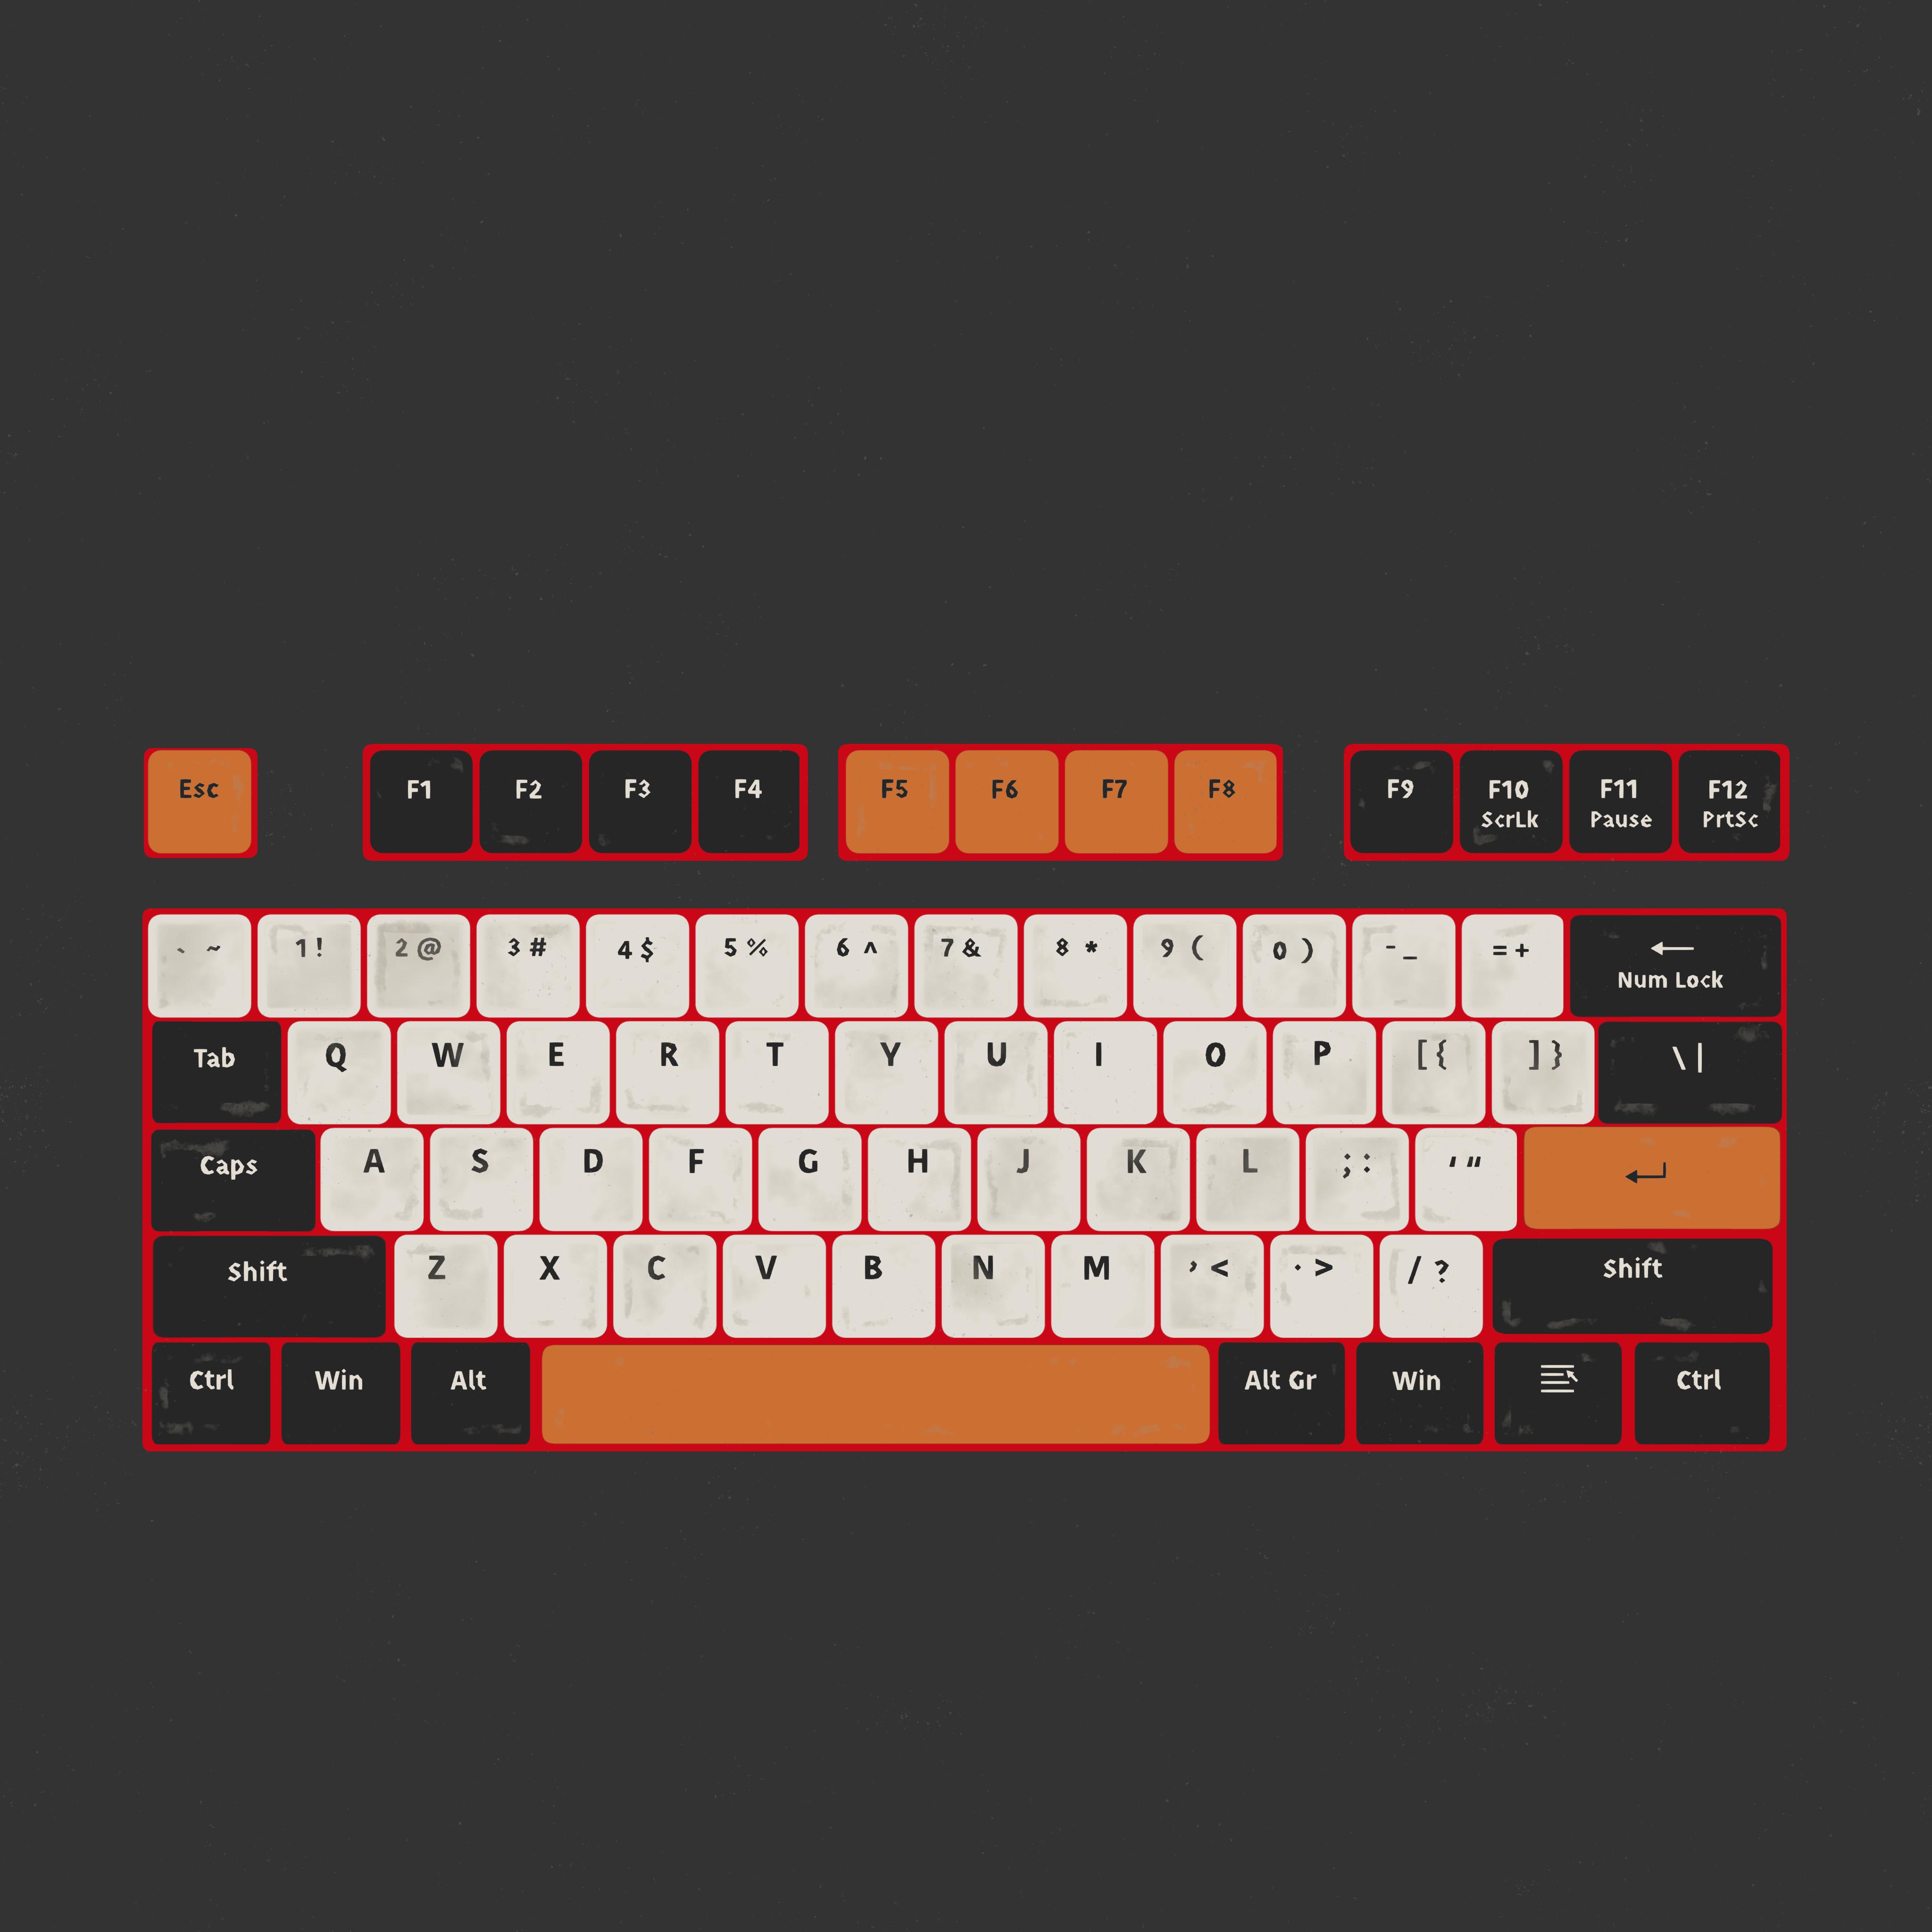 Esc F1 F2 F3 F4 F5 F6 F7 F8 F9 F10 F11 F12
ScrLk Pause PrtSc
` ~ 1 ! 2 @ 3 # 4 $ 5 % 6 ^ 7 & 8 * 9 ( 0 ) - _ = + ←
Num Lock
Tab Q W E R T Y U I O P [ { ] } \ |
Caps A S D F G H J K L ; : ' "
Shift Z X C V B N M , < . > / ? Shift
Ctrl Win Alt Alt Gr Win Ctrl